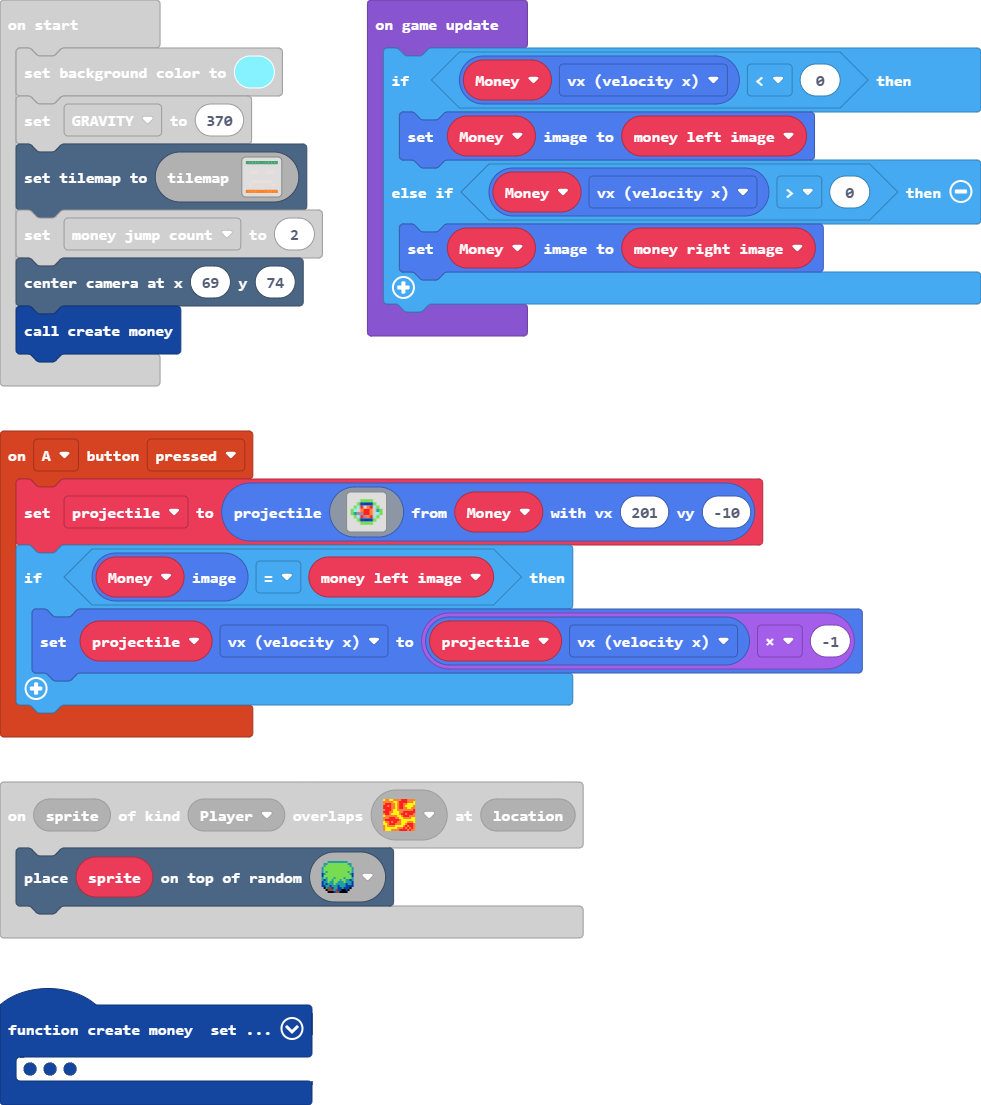 on start
set background color to
set GRAVITY to 370
set tilemap to tilemap
set money jump count to 2
center camera at x 69 y 74
call create money
on game update
if Money vx (velocity x) < 0 then
set Money image to money left image
else if Money vx (velocity x) > 0 then
set Money image to money right image
on A button pressed
set projectile to projectile from Money with vx 201 vy -10
if Money image = money left image then
set projectile vx (velocity x) to projectile vx (velocity x) × -1
on sprite of kind Player overlaps at location
place sprite on top of random
function create money set ...